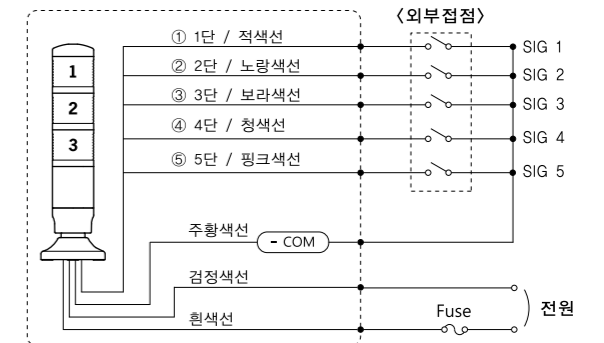 〈외부접점〉
① 1단 / 적색선
SIG 1
② 2단 / 노랑색선
SIG 2
③ 3단 / 보라색선
SIG 3
④ 4단 / 청색선
SIG 4
⑤ 5단 / 핑크색선
SIG 5
1
2
3
주황색선
- COM
검정색선
흰색선
Fuse
전원